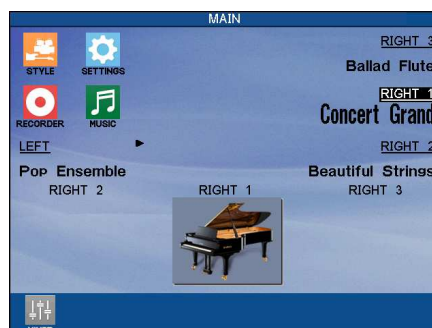 MAIN
RIGHT 3
STYLE
SETTINGS
Ballad Flute
RIGHT 1
Concert Grand
RECORDER
MUSIC
LEFT
RIGHT 2
Pop Ensemble
Beautiful Strings
RIGHT 2
RIGHT 1
RIGHT 3